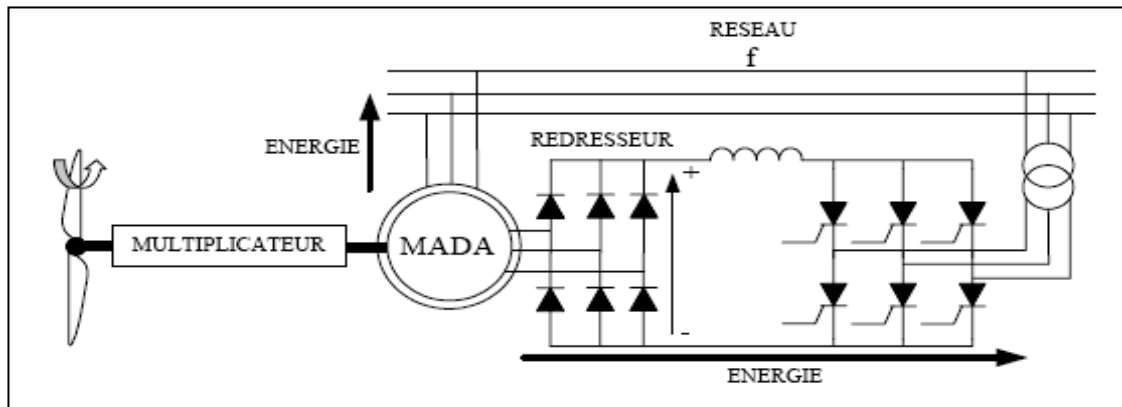 RESEAU
f
ENERGIE
REDRESSEUR
+
MULTIPLICATEUR
MADA
-
ENERGIE